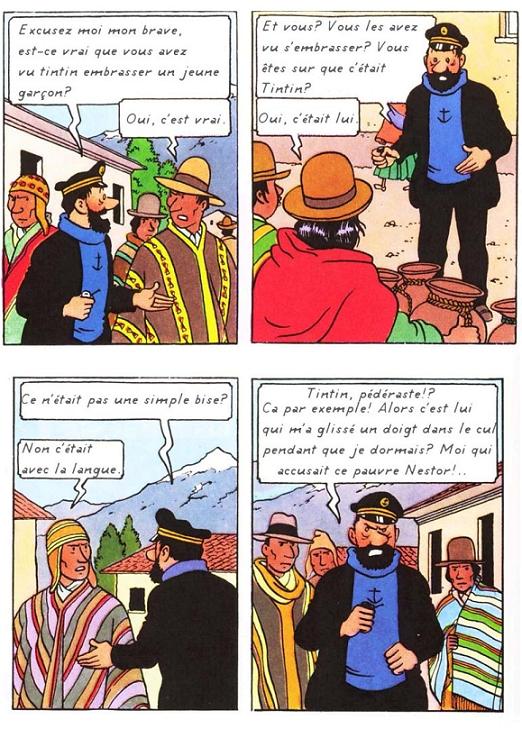 Excusez moi mon brave,
est-ce vrai que vous avez
vu tintin embrasser un jeune
garçon?
Oui, c'est vrai.
Et vous? Vous les avez
vu s'embrasser? Vous
êtes sur que c'était
Tintin?
Oui, c'était lui.
Ce n'était pas une simple bise?
Non c'était
avec la langue.
Tintin, pédéraste!?
Ca par exemple! Alors c'est lui
qui m'a glissé un doigt dans le cul
pendant que je dormais? Moi qui
accusait ce pauvre Nestor!..